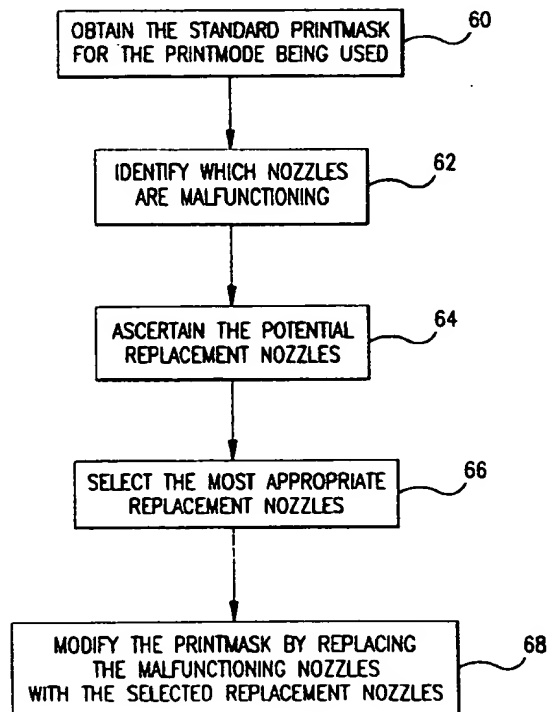 OBTAIN THE STANDARD PRINTMASK
FOR THE PRINTMODE BEING USED
60
IDENTIFY WHICH NOZZLES
ARE MALFUNCTIONING
62
ASCERTAIN THE POTENTIAL
REPLACEMENT NOZZLES
64
SELECT THE MOST APPROPRIATE
REPLACEMENT NOZZLES
66
MODIFY THE PRINTMASK BY REPLACING
THE MALFUNCTIONING NOZZLES
WITH THE SELECTED REPLACEMENT NOZZLES
68